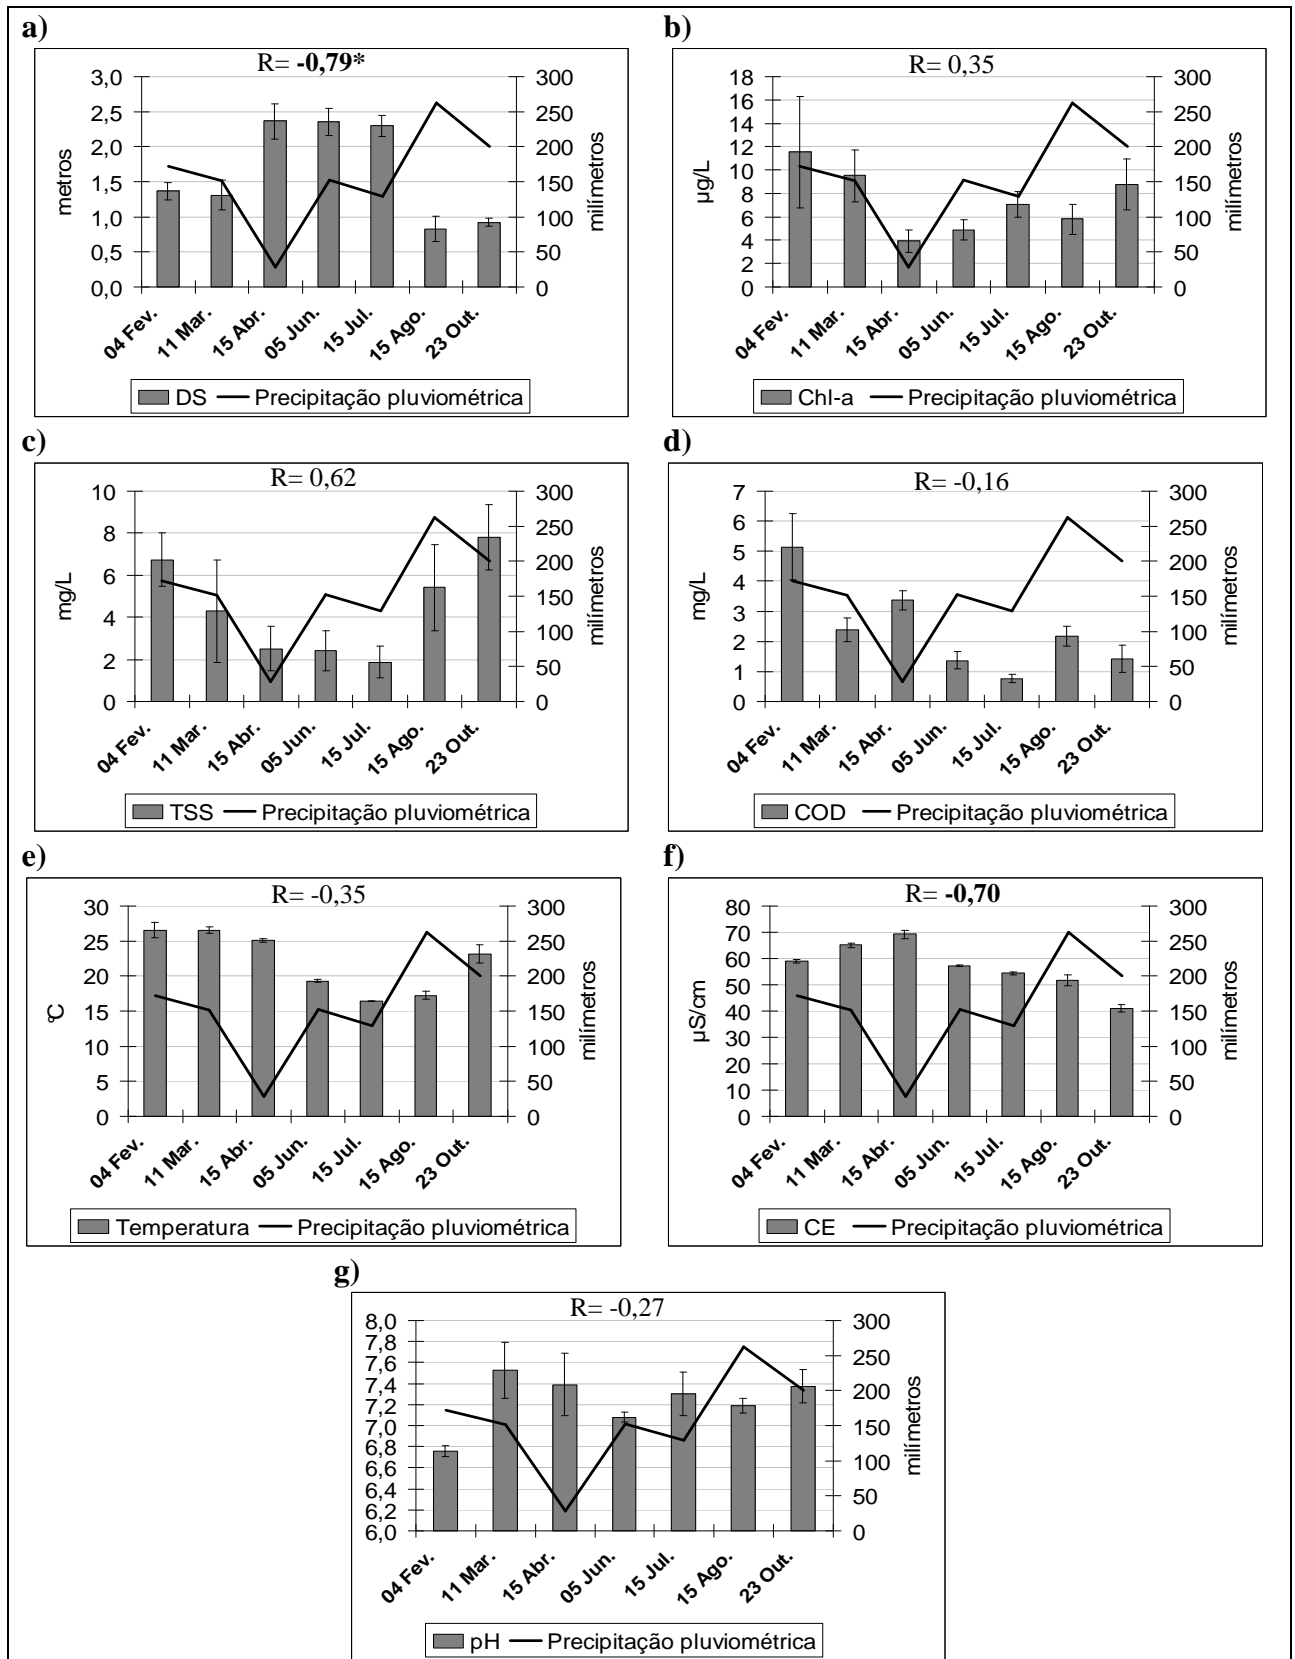 a)
R= -0,79*
3,0
2,5
2,0
1,5
1,0
0,5
0,0
metros
300
250
200
150
100
50
0
milímetros
04 Fev.
11 Mar.
15 Abr.
05 Jun.
15 Jul.
15 Ago.
23 Out.
DS Precipitação pluviométrica
b)
R= 0,35
18
16
14
12
10
8
6
4
2
0
µg/L
300
250
200
150
100
50
0
milímetros
04 Fev.
11 Mar.
15 Abr.
05 Jun.
15 Jul.
15 Ago.
23 Out.
Chl-a Precipitação pluviométrica
c)
R= 0,62
10
8
6
4
2
0
mg/L
300
250
200
150
100
50
0
milímetros
04 Fev.
11 Mar.
15 Abr.
05 Jun.
15 Jul.
15 Ago.
23 Out.
TSS Precipitação pluviométrica
d)
R= -0,16
7
6
5
4
3
2
1
0
mg/L
300
250
200
150
100
50
0
milímetros
04 Fev.
11 Mar.
15 Abr.
05 Jun.
15 Jul.
15 Ago.
23 Out.
COD Precipitação pluviométrica
e)
R= -0,35
30
25
20
15
10
5
0
°C
300
250
200
150
100
50
0
milímetros
04 Fev.
11 Mar.
15 Abr.
05 Jun.
15 Jul.
15 Ago.
23 Out.
Temperatura Precipitação pluviométrica
f)
R= -0,70
80
70
60
50
40
30
20
10
0
µS/cm
300
250
200
150
100
50
0
milímetros
04 Fev.
11 Mar.
15 Abr.
05 Jun.
15 Jul.
15 Ago.
23 Out.
CE Precipitação pluviométrica
g)
R= -0,27
8,0
7,8
7,6
7,4
7,2
7,0
6,8
6,6
6,4
6,2
6,0
300
250
200
150
100
50
0
milímetros
04 Fev.
11 Mar.
15 Abr.
05 Jun.
15 Jul.
15 Ago.
23 Out.
pH Precipitação pluviométrica